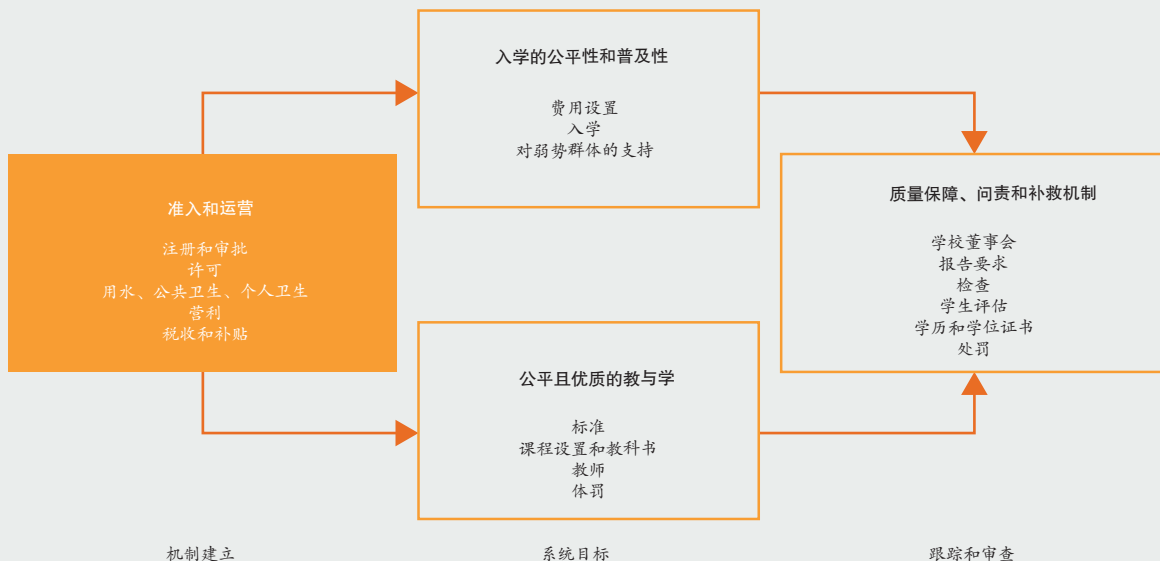 入学的公平性和普及性
费用设置
入学
对弱势群体的支持
准入和运营
注册和审批
许可
用水、公共卫生、个人卫生
营利
税收和补贴
质量保障、问责和补救机制
学校董事会
报告要求
检查
学生评估
学历和学位证书
处罚
公平且优质的教与学
标准
课程设置和教科书
教师
体罚
机制建立
系统目标
跟踪和审查